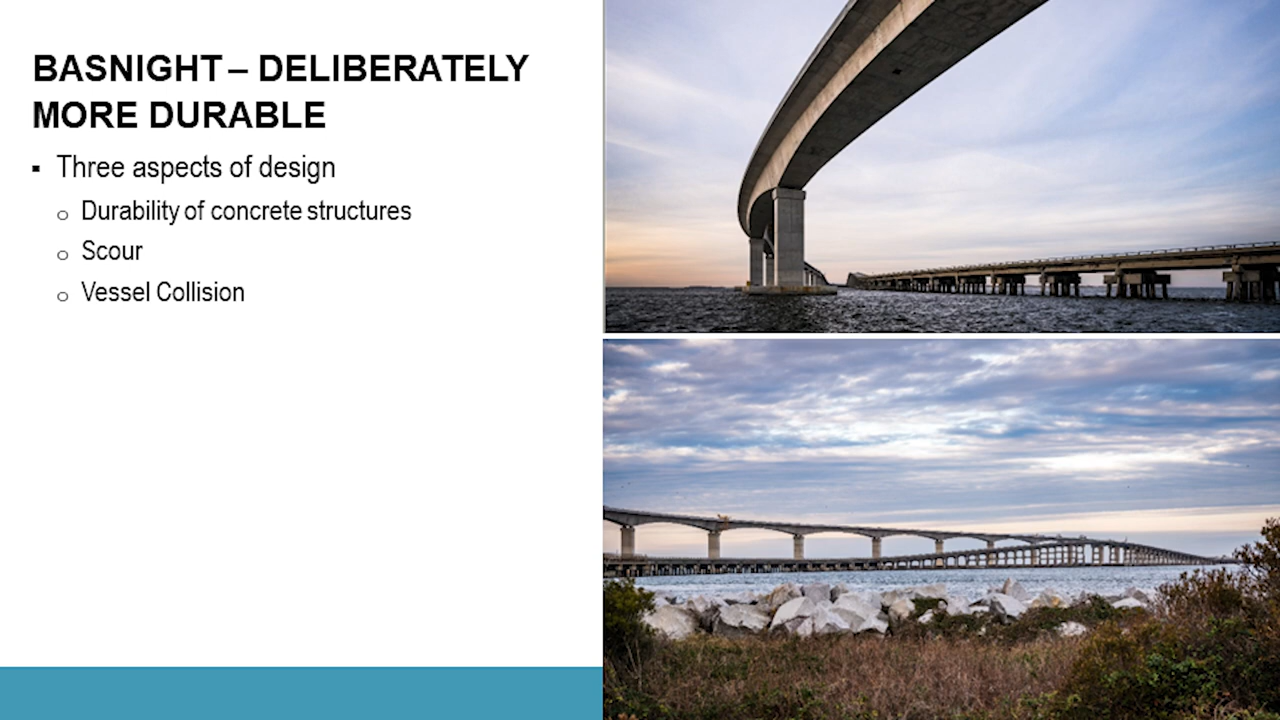 BASNIGHT – DELIBERATELY
MORE DURABLE
▪ Three aspects of design
o Durability of concrete structures
o Scour
o Vessel Collision